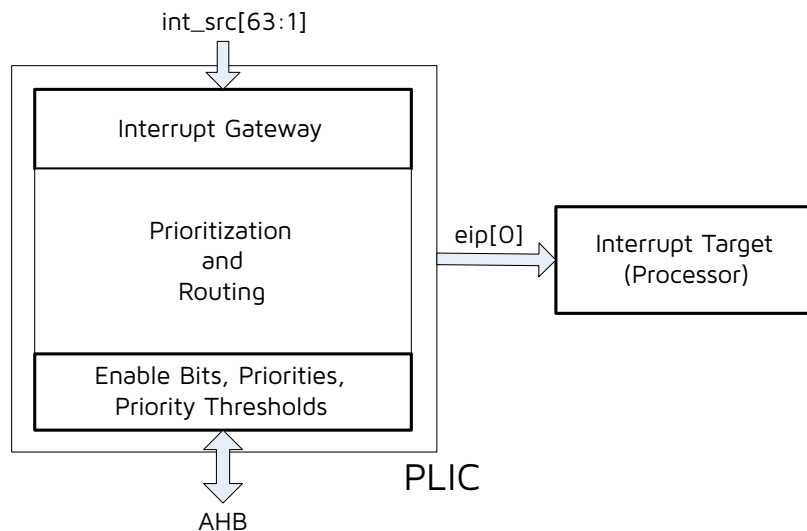 int_src[63:1]
Interrupt Gateway
Prioritization
and
Routing
eip[0]
Interrupt Target
(Processor)
Enable Bits, Priorities,
Priority Thresholds
PLIC
AHB